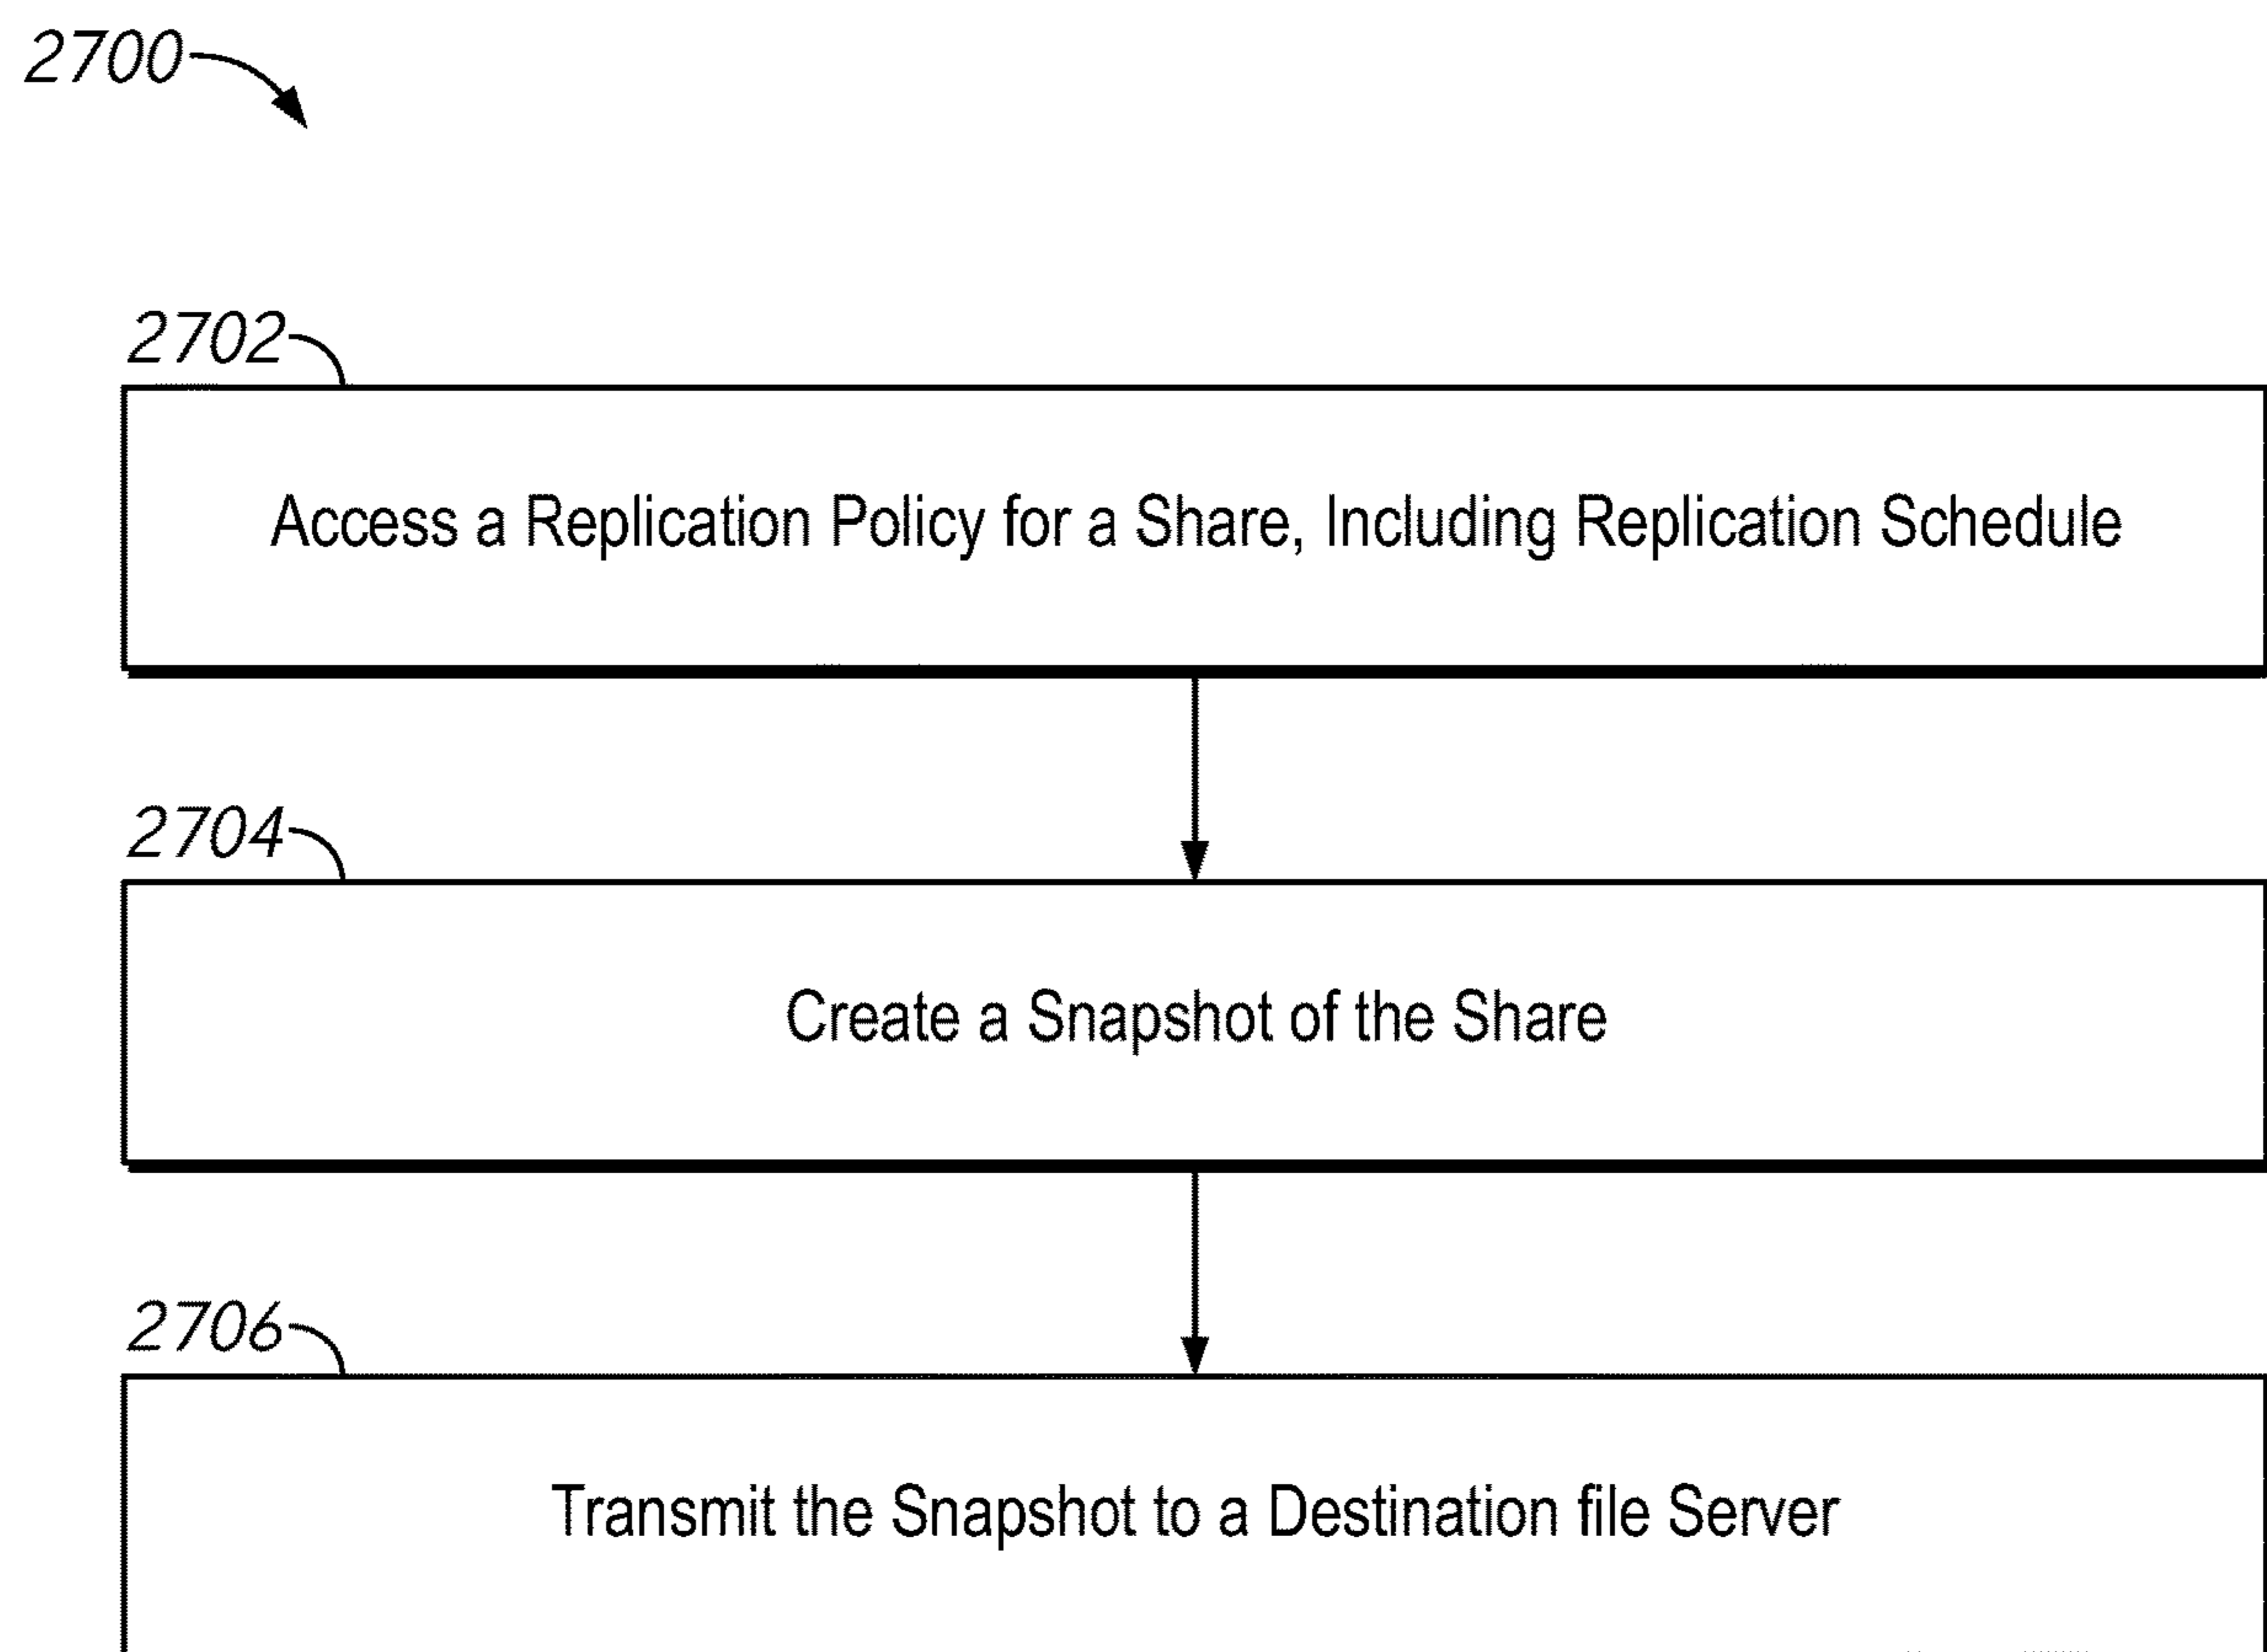 2700
2702
Access a Replication Policy for a Share, Including Replication Schedule
2704
Create a Snapshot of the Share
2706
Transmit the Snapshot to a Destination file Server